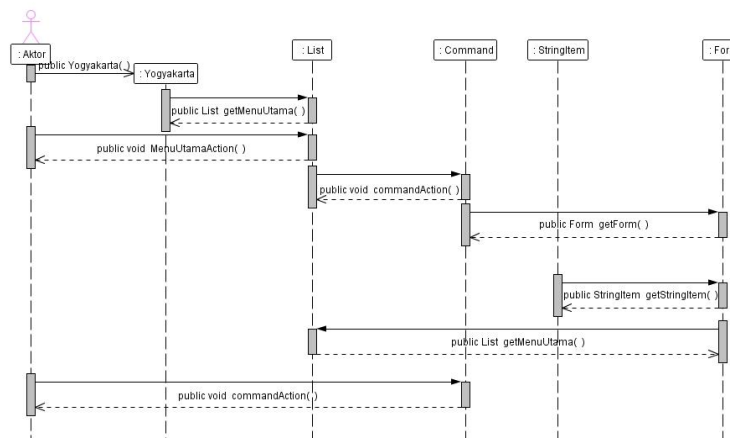 : Aktor
: List
: Command
: StringItem
: For
public Yogyakarta( )
: Yogyakarta
public List getMenuUtama( )
public void MenuUtamaAction( )
public void commandAction( )
public Form getForm( )
public StringItem getStringItem( )
public List getMenuUtama( )
public void commandAction( )